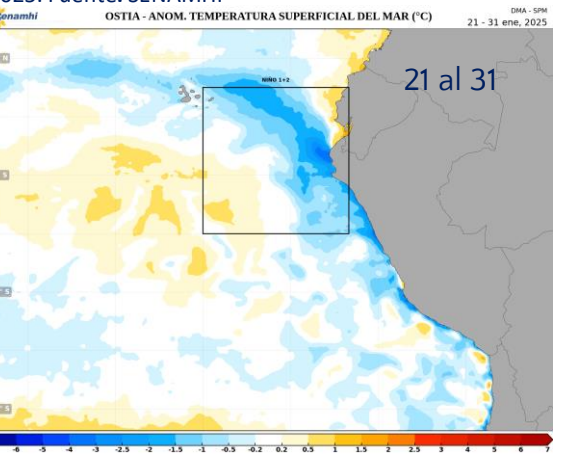 2025. Fuente: SENAMHI
senamhi
OSTIA - ANOM. TEMPERATURA SUPERFICIAL DEL MAR (°C)
DMA - SPM
21 - 31 ene, 2025
21 al 31
NIÑO 1+2
N
S
S
S
-6 -5 -4 -3 -2.5 -2 -1.5 -1 -0.5 -0.2 0.2 0.5 1 1.5 2 2.5 3 4 5 6 7